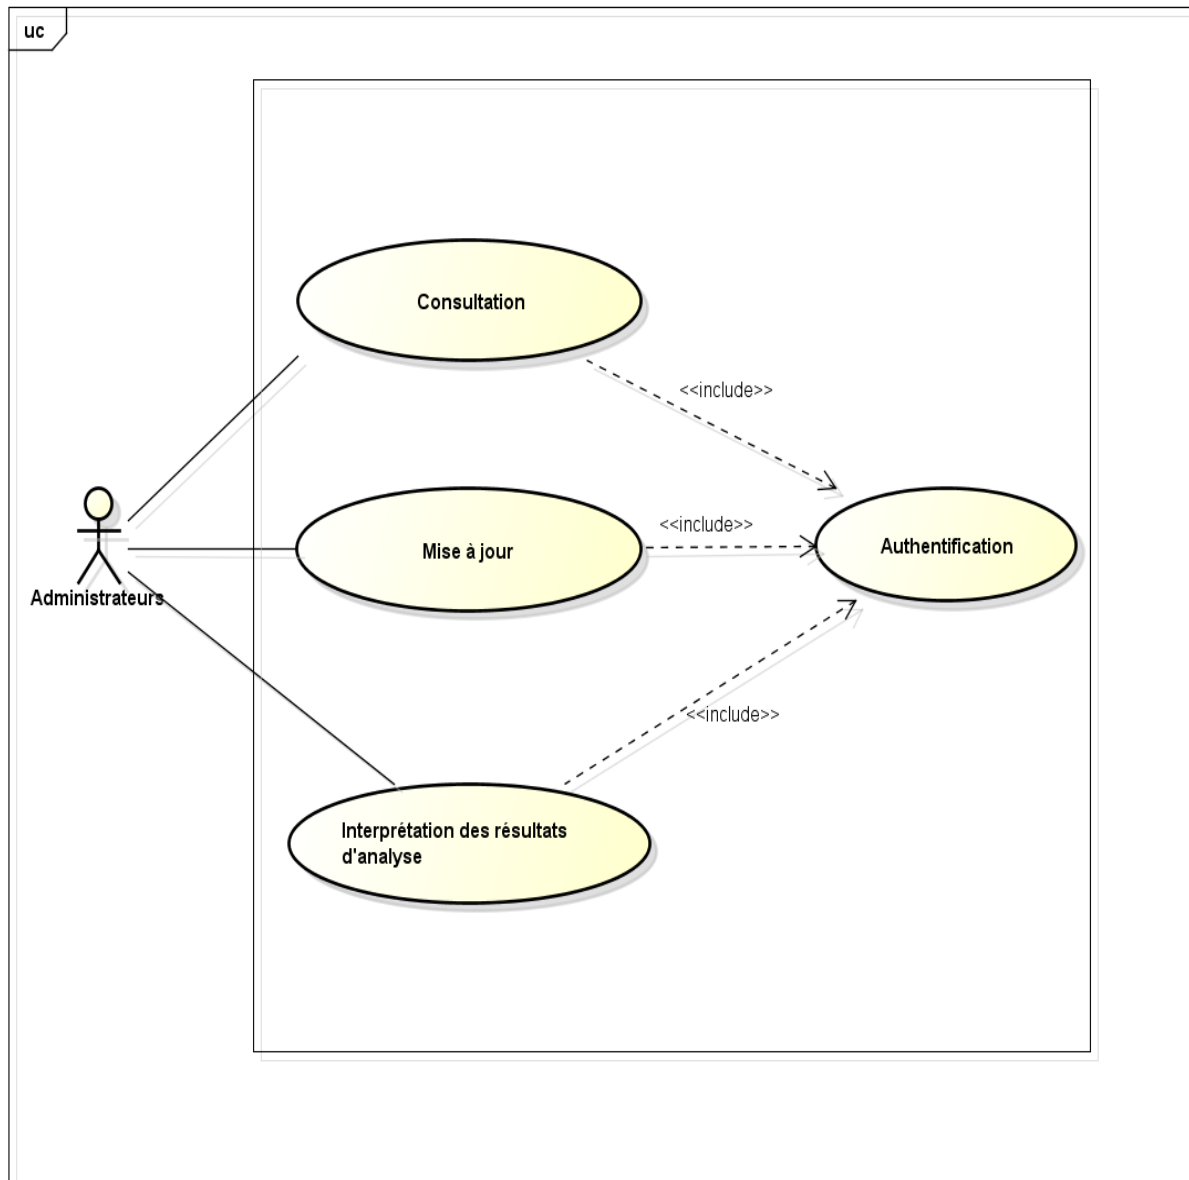 uc
Consultation
<<include>>
<<include>>
Mise à jour
Authentification
Administrateurs
<<include>>
Interprétation des résultats
d'analyse